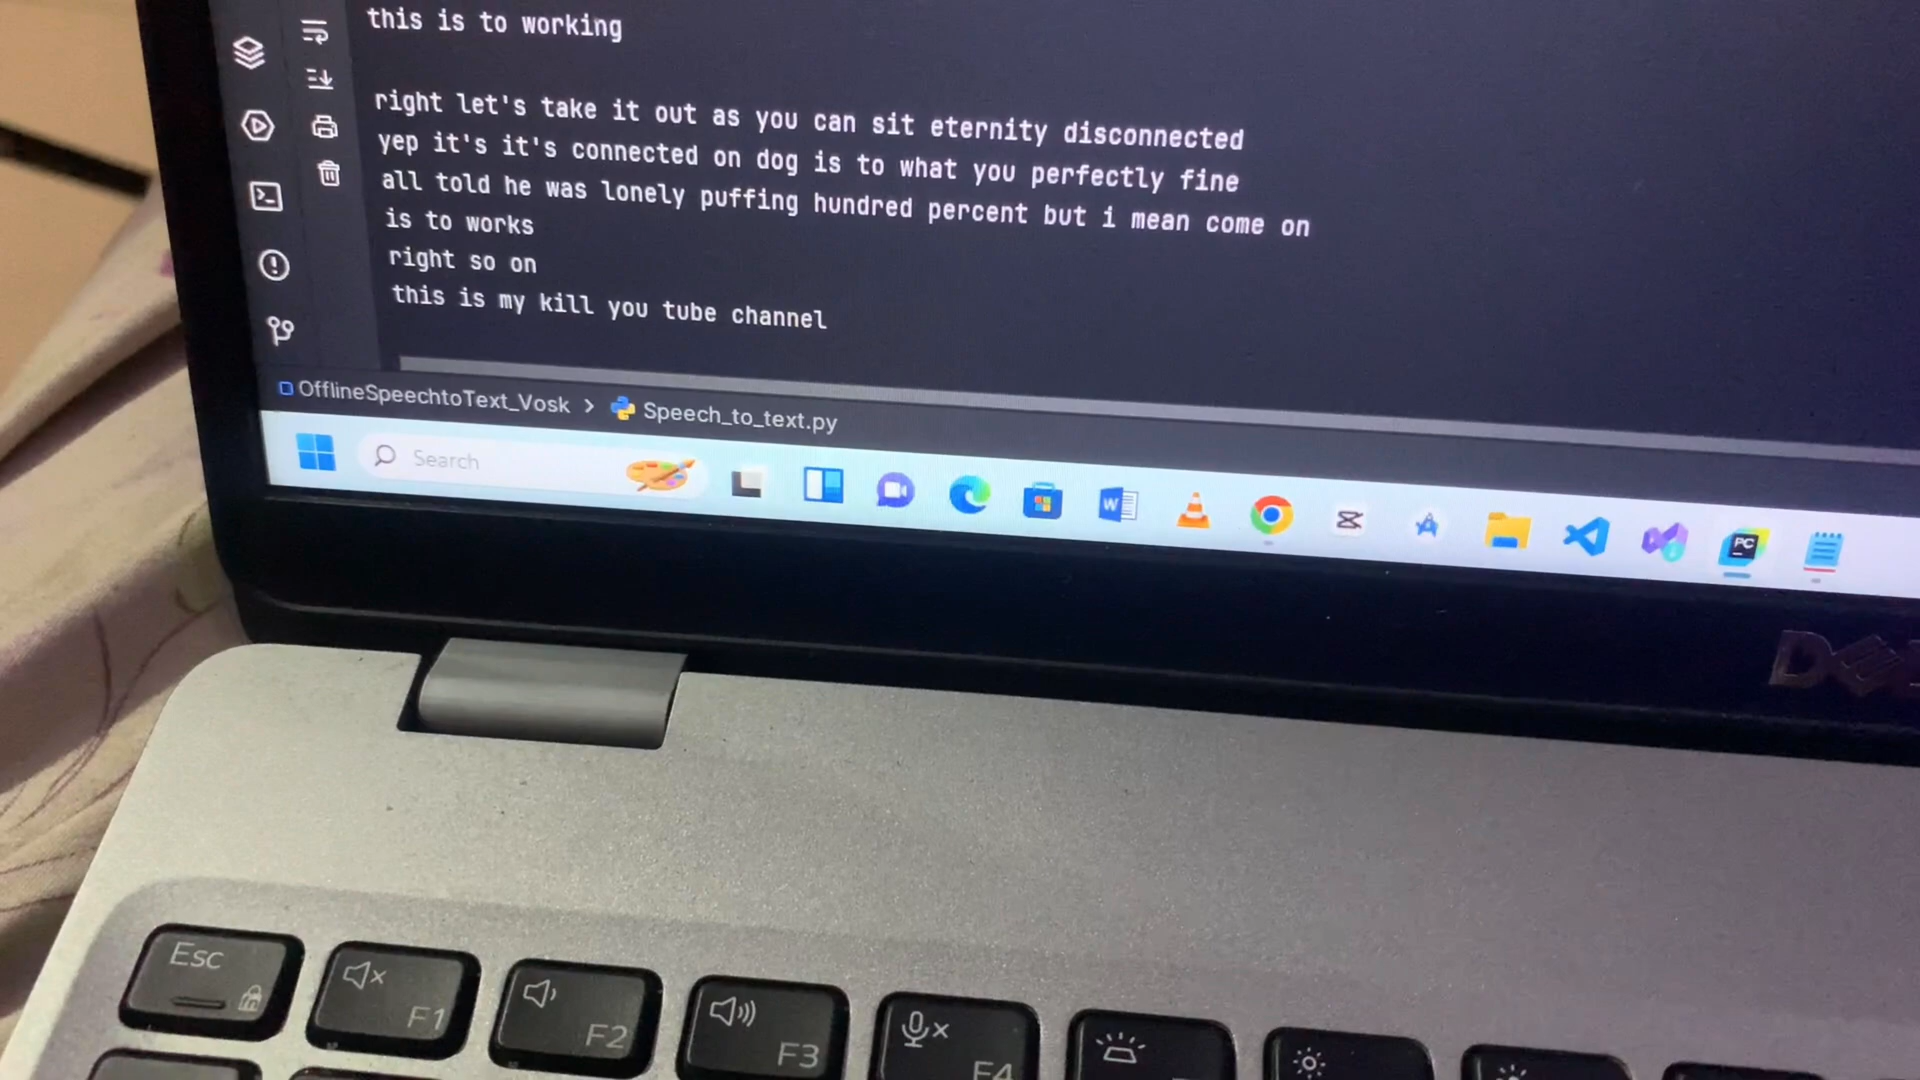 this is to working
right let's take it out as you can sit eternity disconnected
yep it's it's connected on dog is to what you perfectly fine
all told he was lonely puffing hundred percent but i mean come on
is to works
right so on
this is my kill you tube channel
OfflineSpeechtoText_Vosk > Speech_to_text.py
Search
W
PC
Esc
F1
F2
F3
F4